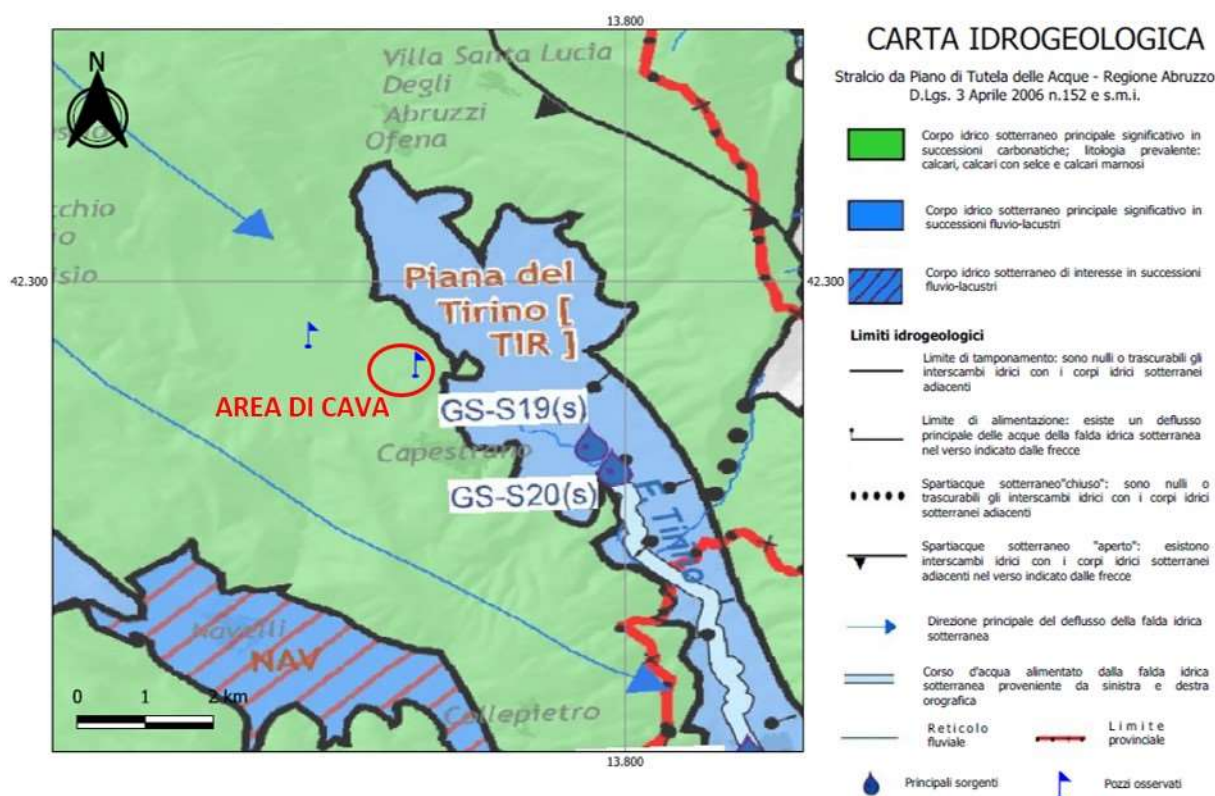 13.800
N
Villa Santa Lucia
Degli
Abruzzi
Ofena
42.300
42.300
Piana del
Tirino [
TIR ]
AREA DI CAVA
GS-S19(s)
Capestrano
GS-S20(s)
Navelli
NAV
0 1 2 km
Collepietro
13.800
CARTA IDROGEOLOGICA
Stralcio da Piano di Tutela delle Acque - Regione Abruzzo
D.Lgs. 3 Aprile 2006 n.152 e s.m.i.
Corpo idrico sotterraneo principale significativo in
successioni carbonatiche; litologia prevalente:
calcari, calcari con selce e calcari marnosi
Corpo idrico sotterraneo principale significativo in
successioni fluvio-lacustri
Corpo idrico sotterraneo di interesse in successioni
fluvio-lacustri
Limiti idrogeologici
Limite di tamponamento: sono nulli o trascurabili gli
interscambi idrici con i corpi idrici sotterranei
adiacenti
Limite di alimentazione: esiste un deflusso
principale delle acque della falda idrica sotterranea
nel verso indicato dalle frecce
Spartiacque sotterraneo"chiuso": sono nulli o
trascurabili gli interscambi idrici con i corpi idrici
sotterranei adiacenti
Spartiacque sotterraneo "aperto": esistono
interscambi idrici con i corpi idrici sotterranei
adiacenti nel verso indicato dalle frecce
Direzione principale del deflusso della falda idrica
sotterranea
Corso d'acqua alimentato dalla falda idrica
sotterranea proveniente da sinistra e destra
orografica
Reticolo
fluviale
Limite
provinciale
Principali sorgenti
Pozzi osservati